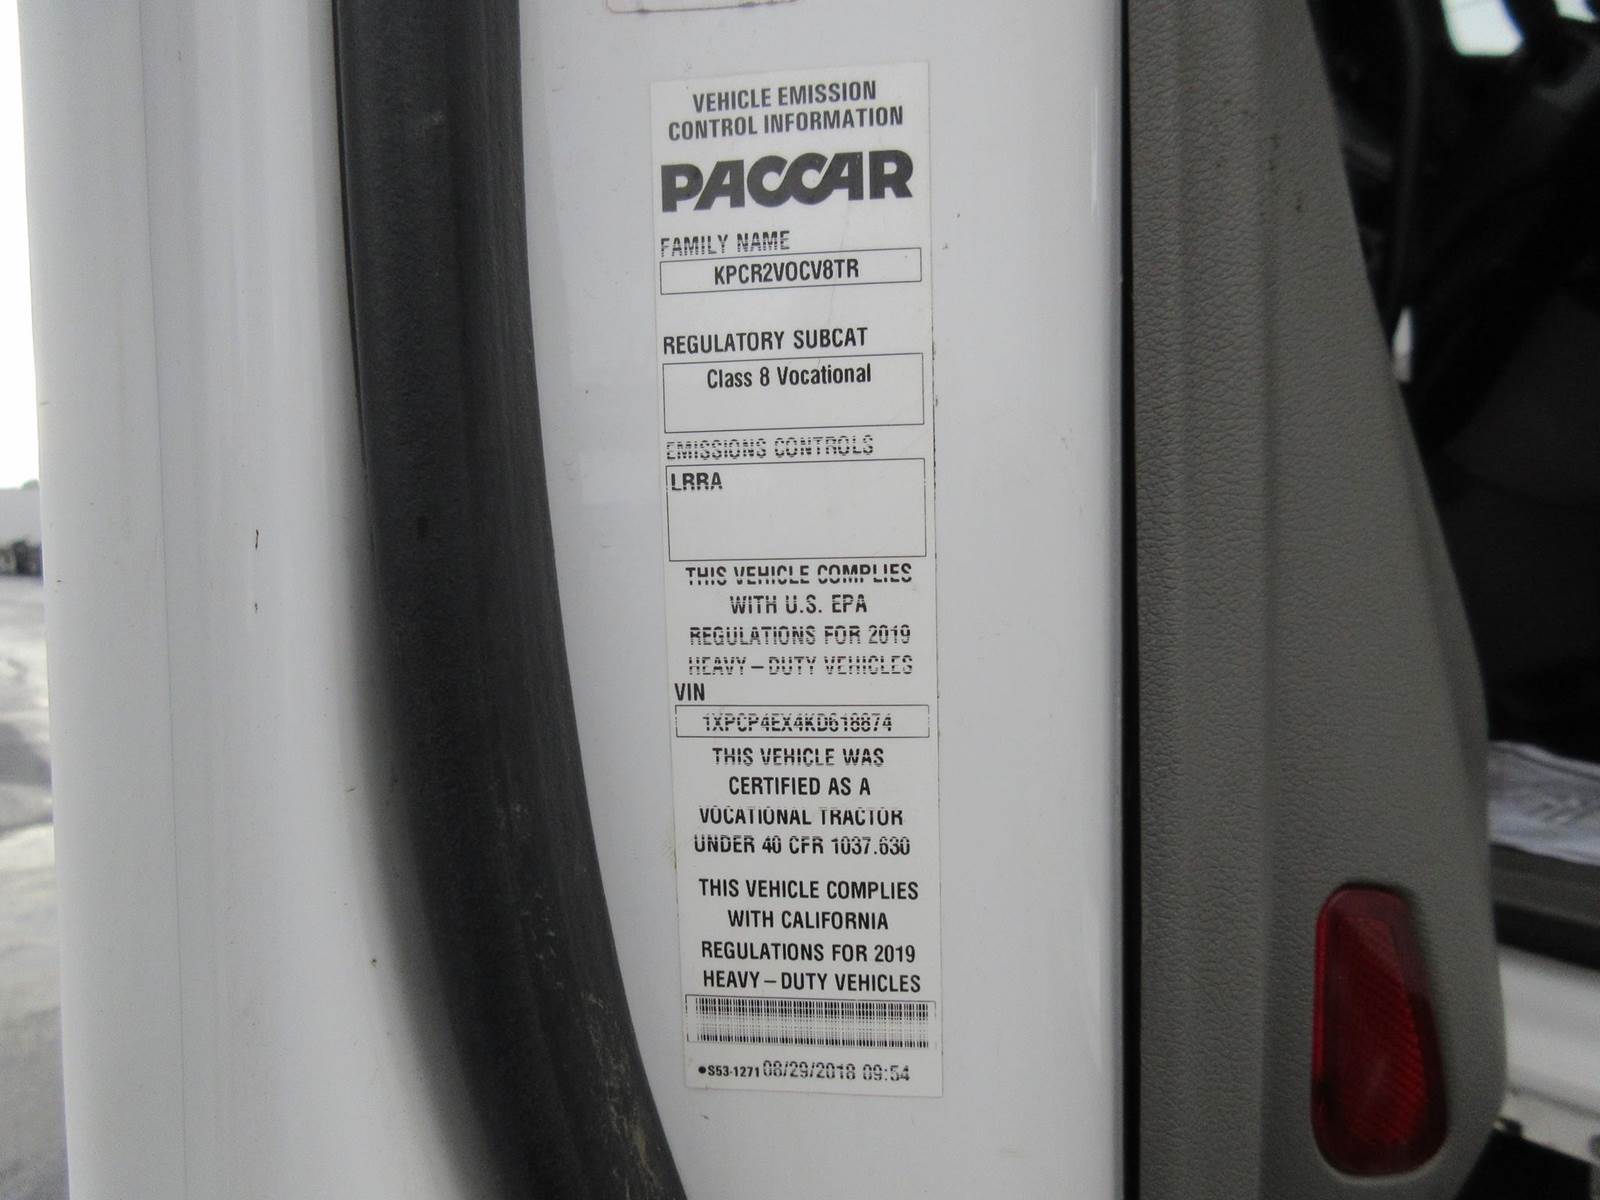 VEHICLE EMISSION
CONTROL INFORMATION
PACCAR
FAMILY NAME
KPCR2VOCV8TR
REGULATORY SUBCAT
Class 8 Vocational
EMISSIONS CONTROLS
LRRA
THIS VEHICLE COMPLIES
WITH U.S. EPA
REGULATIONS FOR 2019
HEAVY-DUTY VEHICLES
VIN
1XPCP4EX4KD618874
THIS VEHICLE WAS
CERTIFIED AS A
VOCATIONAL TRACTOR
UNDER 40 CFR 1037.630
THIS VEHICLE COMPLIES
WITH CALIFORNIA
REGULATIONS FOR 2019
HEAVY-DUTY VEHICLES
•S53-1271 08/29/2018 09:54